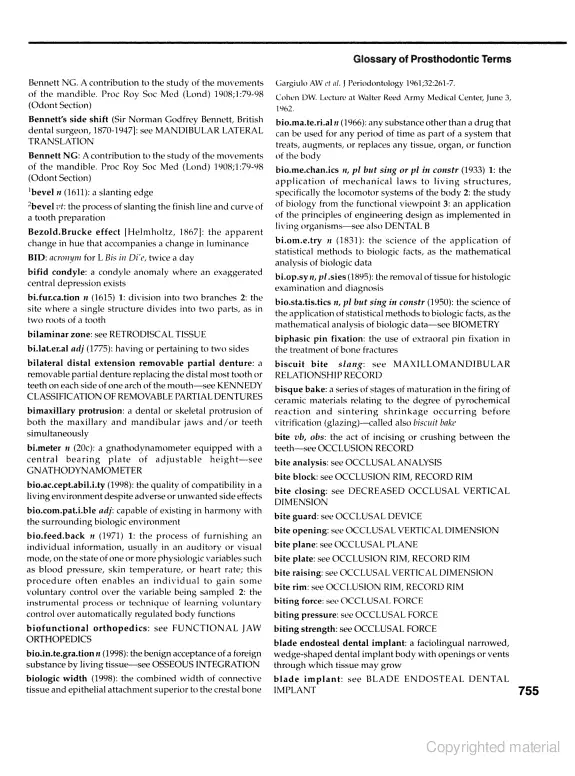 Glossary of Prosthodontic Terms
Bennett NG. A contribution to the study of the movements
of the mandible. Proc Roy Soc Med (Lond) 1908;1:79-98
(Odont Section)
Bennett's side shift (Sir Norman Godfrey Bennett, British
dental surgeon, 1870-1947]: see MANDIBULAR LATERAL
TRANSLATION
Bennett NG: A contribution to the study of the movements
of the mandible. Proc Roy Soc Med (Lond) 1908;1:79-98
(Odont Section)
¹bevel n (1611): a slanting edge
²bevel vt: the process of slanting the finish line and curve of
a tooth preparation
Bezold.Brucke effect [Helmholtz, 1867]: the apparent
change in hue that accompanies a change in luminance
BID: acronym for L Bis in Di'e, twice a day
bifid condyle: a condyle anomaly where an exaggerated
central depression exists
bi.fur.ca.tion n (1615) 1: division into two branches 2: the
site where a single structure divides into two parts, as in
two roots of a tooth
bilaminar zone: see RETRODISCAL TISSUE
bi.lat.er.al adj (1775): having or pertaining to two sides
bilateral distal extension removable partial denture: a
removable partial denture replacing the distal most tooth or
teeth on each side of one arch of the mouth—see KENNEDY
CLASSIFICATION OF REMOVABLE PARTIAL DENTURES
bimaxillary protrusion: a dental or skeletal protrusion of
both the maxillary and mandibular jaws and/or teeth
simultaneously
bi.meter n (20c): a gnathodynamometer equipped with a
central bearing plate of adjustable height—see
GNATHODYNAMOMETER
bio.ac.cept.abil.i.ty (1998): the quality of compatibility in a
living environment despite adverse or unwanted side effects
bio.com.pat.i.ble adj: capable of existing in harmony with
the surrounding biologic environment
bio.feed.back n (1971) 1: the process of furnishing an
individual information, usually in an auditory or visual
mode, on the state of one or more physiologic variables such
as blood pressure, skin temperature, or heart rate; this
procedure often enables an individual to gain some
voluntary control over the variable being sampled 2: the
instrumental process or technique of learning voluntary
control over automatically regulated body functions
biofunctional orthopedics: see FUNCTIONAL JAW
ORTHOPEDICS
bio.in.te.gra.tion n (1998): the benign acceptance of a foreign
substance by living tissue—see OSSEOUS INTEGRATION
biologic width (1998): the combined width of connective
tissue and epithelial attachment superior to the crestal bone
Gargiulo AW et al. J Periodontology 1961;32:261-7.
Cohen DW. Lecture at Walter Reed Army Medical Center, June 3,
1962.
bio.ma.te.ri.al n (1966): any substance other than a drug that
can be used for any period of time as part of a system that
treats, augments, or replaces any tissue, organ, or function
of the body
bio.me.chan.ics n, pl but sing or pl in constr (1933) 1: the
application of mechanical laws to living structures,
specifically the locomotor systems of the body 2: the study
of biology from the functional viewpoint 3: an application
of the principles of engineering design as implemented in
living organisms—see also DENTAL B
bi.om.e.try n (1831): the science of the application of
statistical methods to biologic facts, as the mathematical
analysis of biologic data
bi.op.sy n, pl .sies (1895): the removal of tissue for histologic
examination and diagnosis
bio.sta.tis.tics n, pl but sing in constr (1950): the science of
the application of statistical methods to biologic facts, as the
mathematical analysis of biologic data—see BIOMETRY
biphasic pin fixation: the use of extraoral pin fixation in
the treatment of bone fractures
biscuit bite slang: see MAXILLOMANDIBULAR
RELATIONSHIP RECORD
bisque bake: a series of stages of maturation in the firing of
ceramic materials relating to the degree of pyrochemical
reaction and sintering shrinkage occurring before
vitrification (glazing)—called also biscuit bake
bite vb, obs: the act of incising or crushing between the
teeth—see OCCLUSION RECORD
bite analysis: see OCCLUSAL ANALYSIS
bite block: see OCCLUSION RIM, RECORD RIM
bite closing: see DECREASED OCCLUSAL VERTICAL
DIMENSION
bite guard: see OCCLUSAL DEVICE
bite opening: see OCCLUSAL VERTICAL DIMENSION
bite plane: see OCCLUSAL PLANE
bite plate: see OCCLUSION RIM, RECORD RIM
bite raising: see OCCLUSAL VERTICAL DIMENSION
bite rim: see OCCLUSION RIM, RECORD RIM
biting force: see OCCLUSAL FORCE
biting pressure: see OCCLUSAL FORCE
biting strength: see OCCLUSAL FORCE
blade endosteal dental implant: a faciolingual narrowed,
wedge-shaped dental implant body with openings or vents
through which tissue may grow
blade implant: see BLADE ENDOSTEAL DENTAL
IMPLANT
755
Copyrighted material